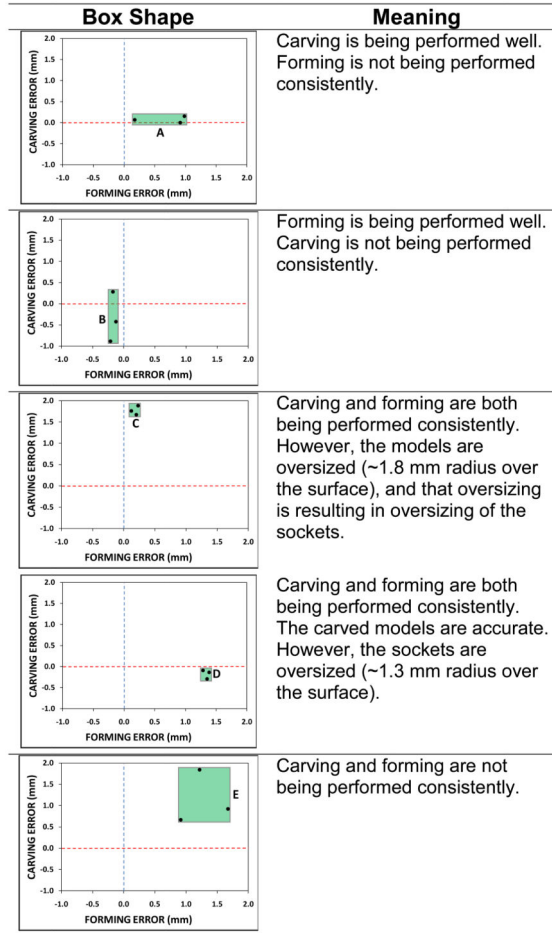 Box Shape Meaning
2.0
1.5
1.0
0.5
0.0
-0.5
-1.0
CARVING ERROR (mm)
A
-1.0 -0.5 0.0 0.5 1.0 1.5 2.0
FORMING ERROR (mm)
Carving is being performed well.
Forming is not being performed
consistently.
2.0
1.5
1.0
0.5
0.0
-0.5
-1.0
CARVING ERROR (mm)
B
-1.0 -0.5 0.0 0.5 1.0 1.5 2.0
FORMING ERROR (mm)
Forming is being performed well.
Carving is not being performed
consistently.
2.0
1.5
1.0
0.5
0.0
-0.5
-1.0
CARVING ERROR (mm)
C
-1.0 -0.5 0.0 0.5 1.0 1.5 2.0
FORMING ERROR (mm)
Carving and forming are both
being performed consistently.
However, the models are
oversized (~1.8 mm radius over
the surface), and that oversizing
is resulting in oversizing of the
sockets.
2.0
1.5
1.0
0.5
0.0
-0.5
-1.0
CARVING ERROR (mm)
D
-1.0 -0.5 0.0 0.5 1.0 1.5 2.0
FORMING ERROR (mm)
Carving and forming are both
being performed consistently.
The carved models are accurate.
However, the sockets are
oversized (~1.3 mm radius over
the surface).
2.0
1.5
1.0
0.5
0.0
-0.5
-1.0
CARVING ERROR (mm)
E
-1.0 -0.5 0.0 0.5 1.0 1.5 2.0
FORMING ERROR (mm)
Carving and forming are not
being performed consistently.